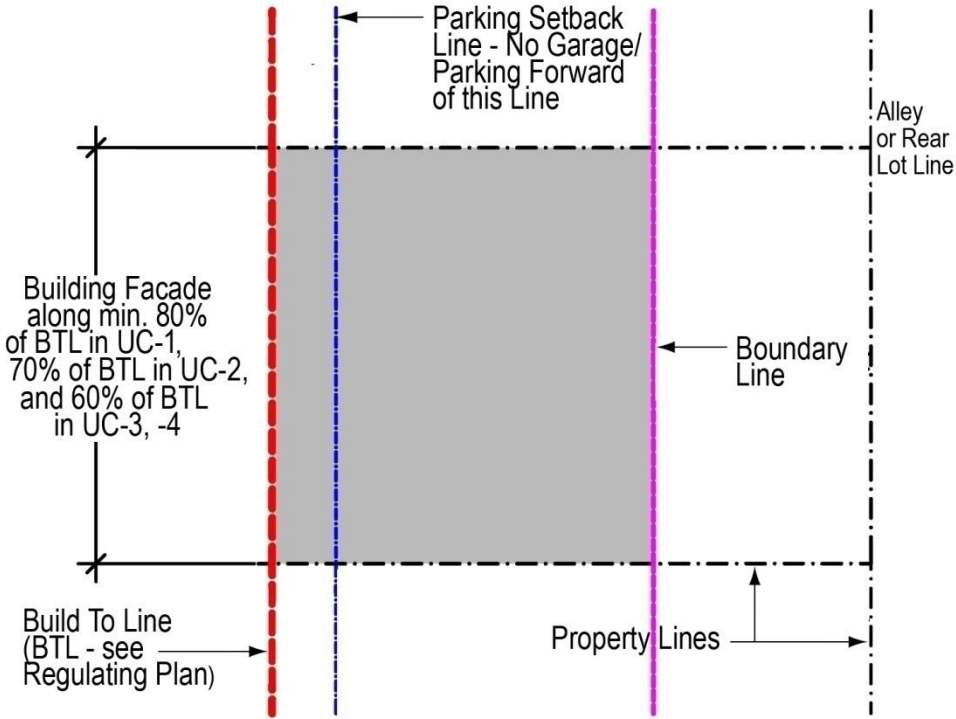 Parking Setback
Line - No Garage/
Parking Forward
of this Line
Alley
or Rear
Lot Line
Building Facade
along min. 80%
of BTL in UC-1,
70% of BTL in UC-2,
and 60% of BTL
in UC-3, -4
Boundary
Line
Build To Line
(BTL - see
Regulating Plan)
Property Lines